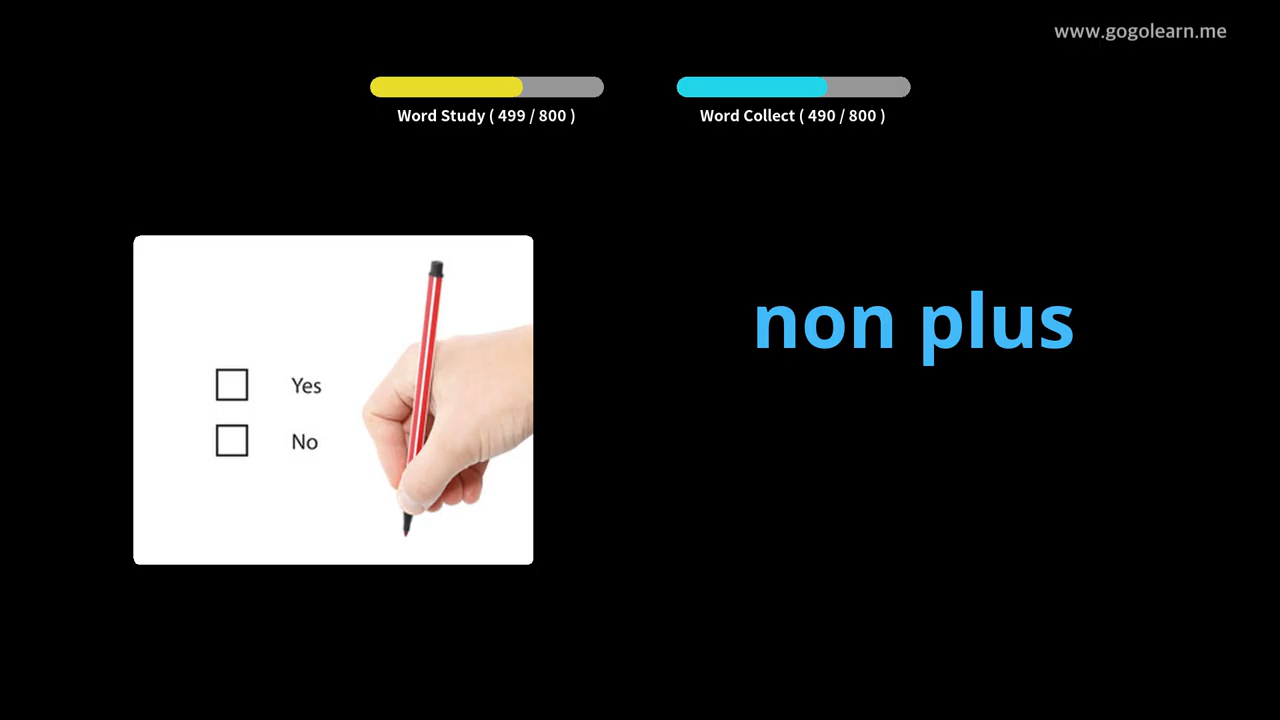 www.gogolearn.me
Word Study ( 499 / 800 )
Word Collect ( 490 / 800 )
non plus
Yes
No